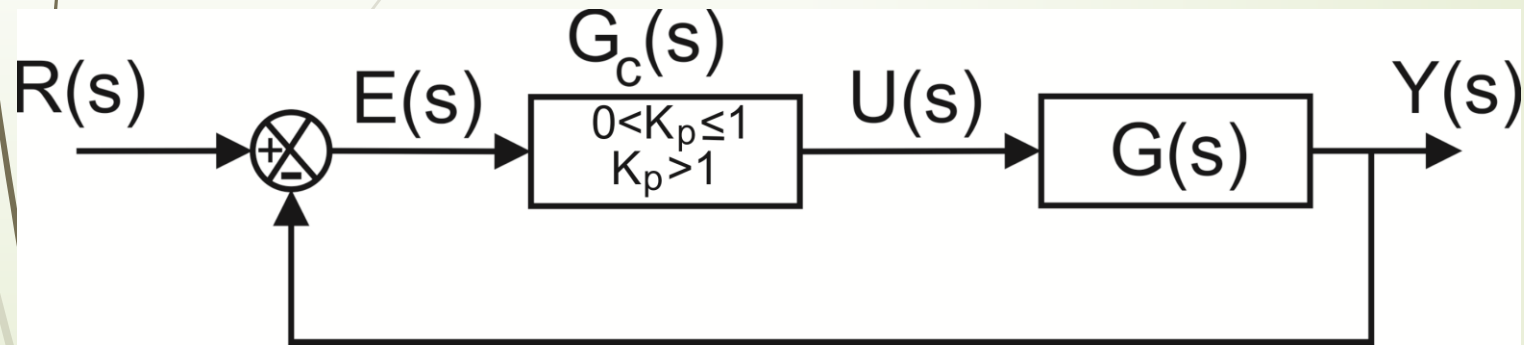 R(s)
E(s)
G_c(s)
0<K_p≤1
K_p>1
U(s)
G(s)
Y(s)
+
-